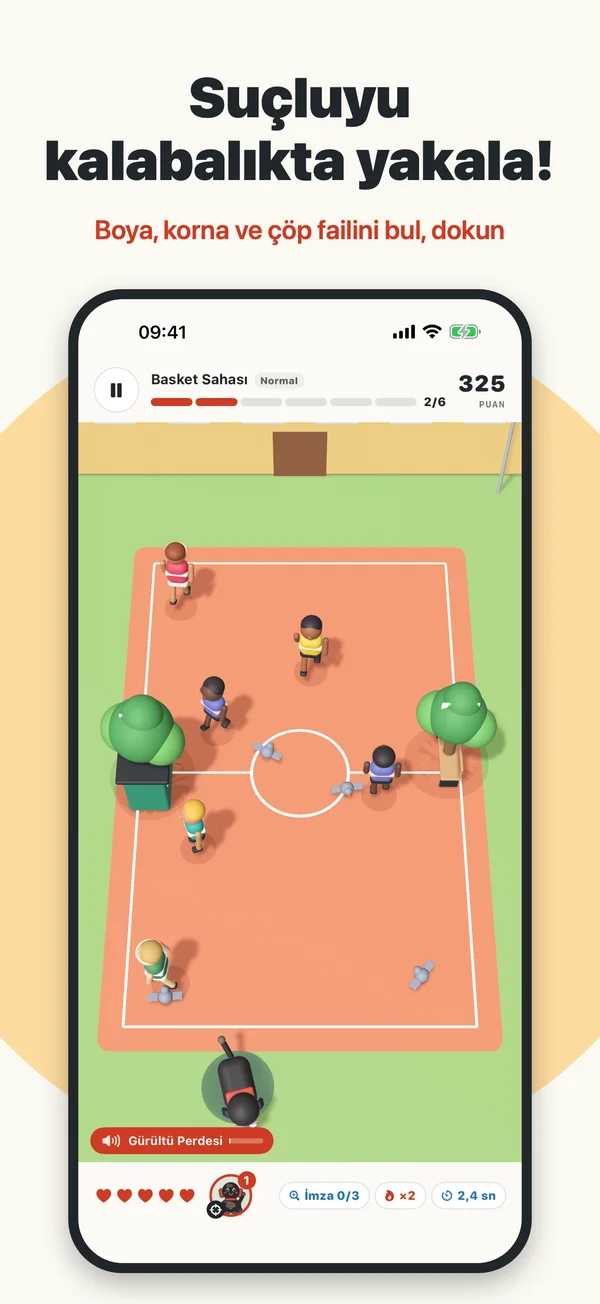 Suçluyu
kalabalıkta yakala!
Boya, korna ve çöp failini bul, dokun
09:41
Basket Sahası Normal
2/6
325
PUAN
Gürültü Perdesi
1
İmza 0/3
×2
2,4 sn